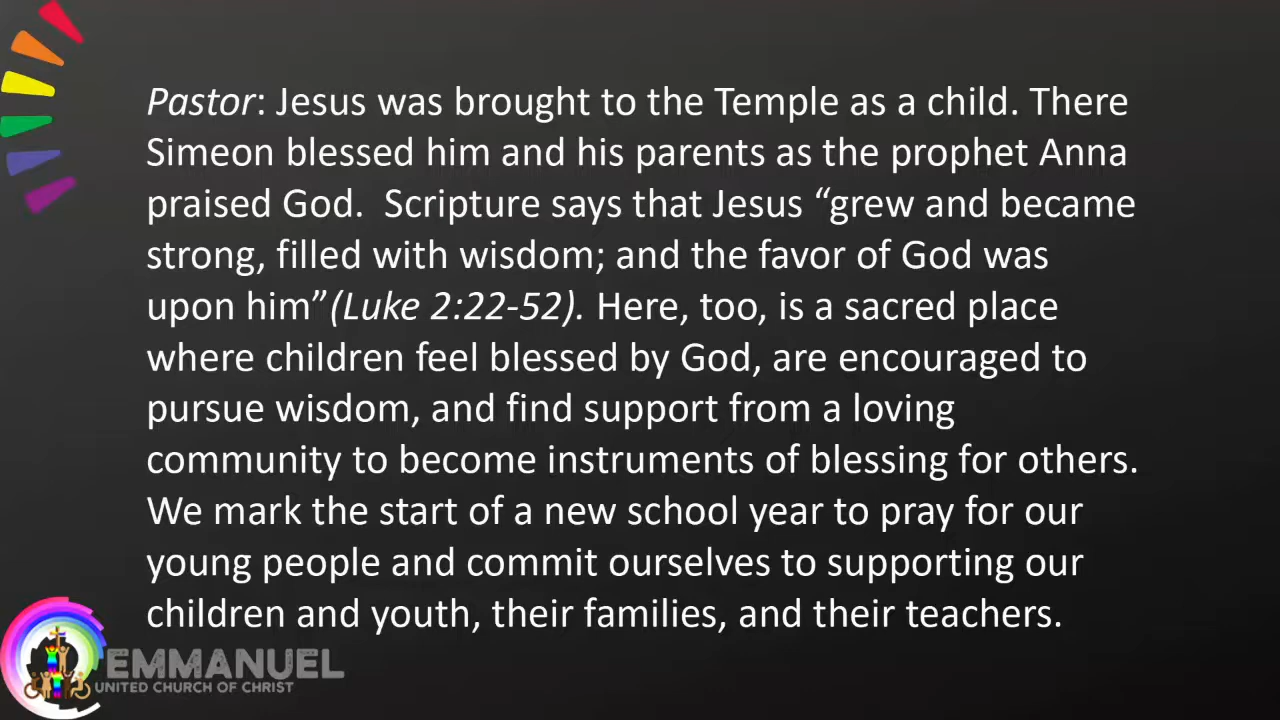 Pastor: Jesus was brought to the Temple as a child. There
Simeon blessed him and his parents as the prophet Anna
praised God.  Scripture says that Jesus “grew and became
strong, filled with wisdom; and the favor of God was
upon him”(Luke 2:22-52). Here, too, is a sacred place
where children feel blessed by God, are encouraged to
pursue wisdom, and find support from a loving
community to become instruments of blessing for others.
We mark the start of a new school year to pray for our
young people and commit ourselves to supporting our
children and youth, their families, and their teachers.
EMMANUEL
UNITED CHURCH OF CHRIST